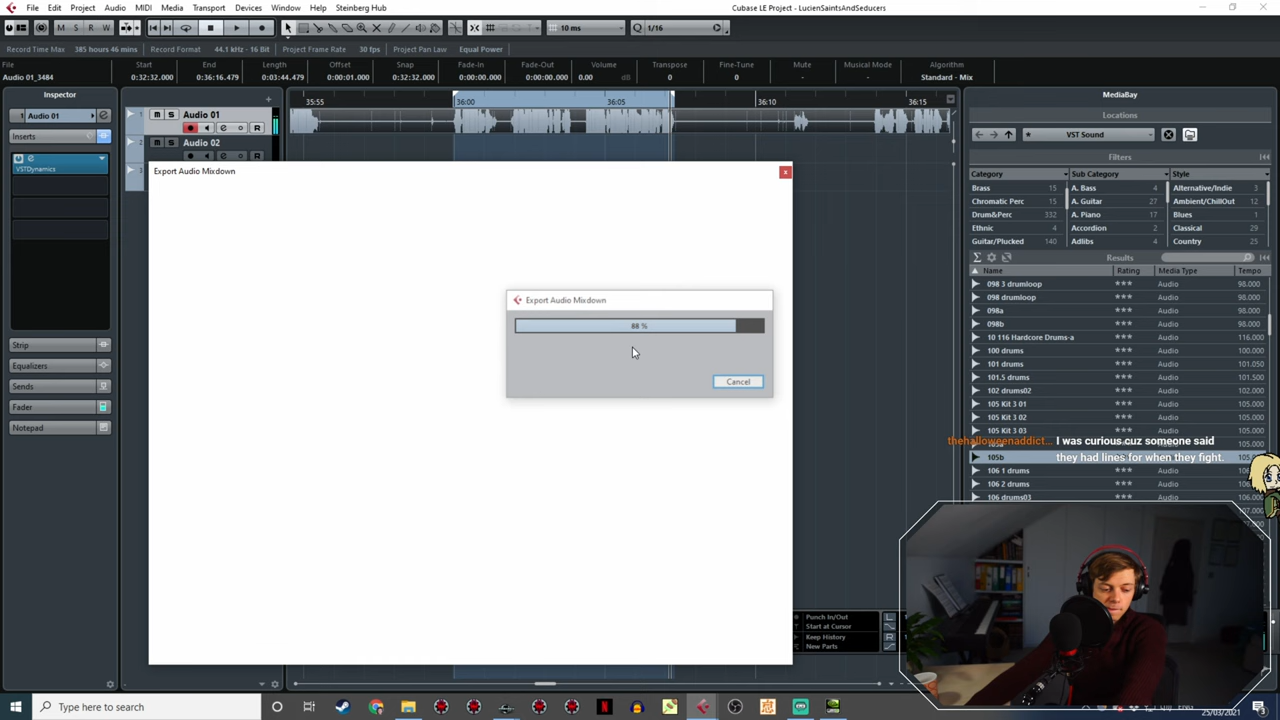 File Edit Project Audio MIDI Media Transport Devices Window Help Steinberg Hub
Cubase LE Project - LucienSaintsAndSeducers
M S R W
10 ms
Q 1/16
Record Time Max 385 hours 46 mins Record Format 44.1 kHz - 16 Bit Project Frame Rate 30 fps Project Pan Law Equal Power
File Start End Length Offset Snap Fade-In Fade-Out Volume Transpose Fine-Tune Mute Musical Mode Algorithm
Audio 01_3484 0:32:32.000 0:36:16.479 0:03:44.479 0:00:01.000 0:32:32.000 0:00:00.000 0:00:00.000 0.00 dB 0 0 - - Standard - Mix
Inspector
1 Audio 01
Inserts
VSTDynamics
Strip
Equalizers
Sends
Fader
Notepad
35:55 36:00 36:05 36:10 36:15
1 m S Audio 01
R
2 m S Audio 02
R
3
Export Audio Mixdown
Export Audio Mixdown
88 %
Cancel
MediaBay
Locations
VST Sound
Filters
Category Sub Category Style
Brass 15 A. Bass 4 Alternative/Indie 3
Chromatic Perc 15 A. Guitar 27 Ambient/ChillOut 12
Drum&Perc 332 A. Piano 17 Blues 1
Ethnic 4 Accordion 2 Classical 29
Guitar/Plucked 140 Adlibs 4 Country 25
Results
Name Rating Media Type Tempo
098 3 drumloop *** Audio 98.000
098 drumloop *** Audio 98.000
098a *** Audio 98.000
098b *** Audio 98.000
10 116 Hardcore Drums-a *** Audio 116.000
100 drums *** Audio 100.000
101 drums *** Audio 101.050
101.5 drums *** Audio 101.500
102 drums02 *** Audio 102.000
105 Kit 3 01 *** Audio 105.000
105 Kit 3 02 *** Audio 105.000
105 Kit 3 03 *** Audio 105.000
thehalloweenaddict... I was curious cuz someone said
they had lines for when they fight.
105b
106 1 drums *** Audio 106.000
106 2 drums *** Audio 106.000
106 drums03 *** Audio 106.000
Punch In/Out L
Start at Cursor
Keep History R
New Parts
Type here to search
ENG
25/03/2021